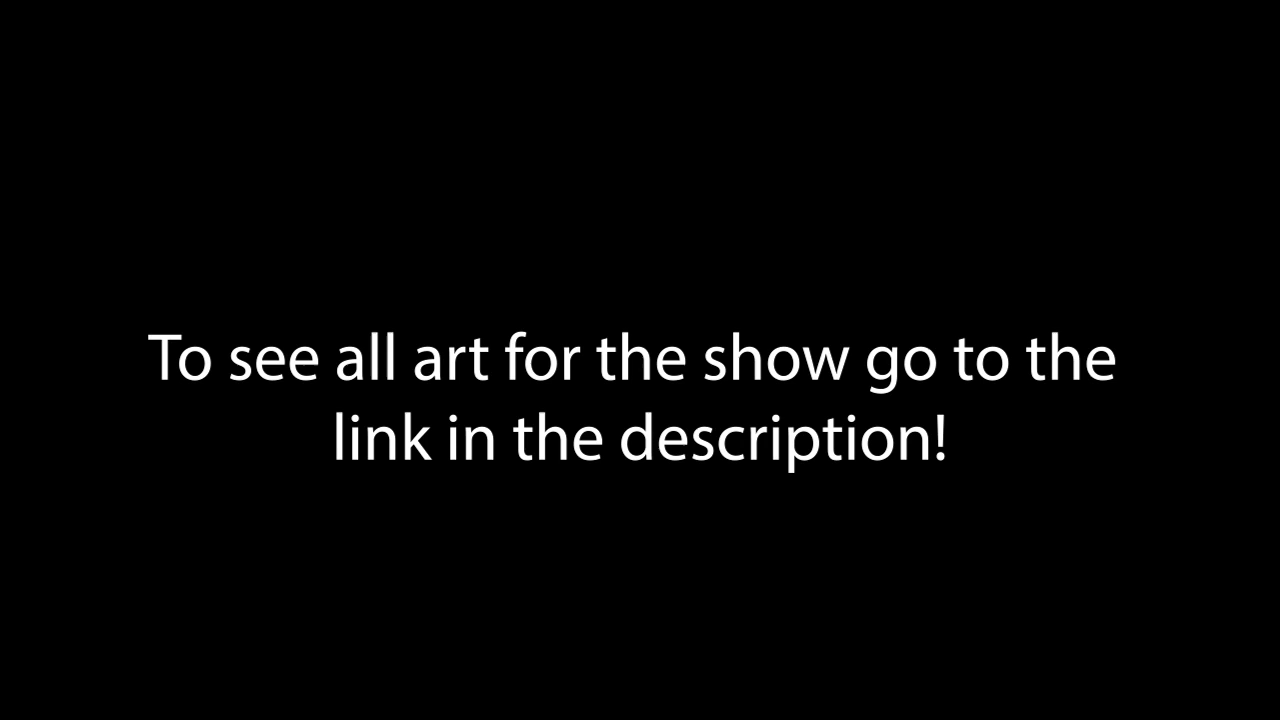 To see all art for the show go to the
link in the description!